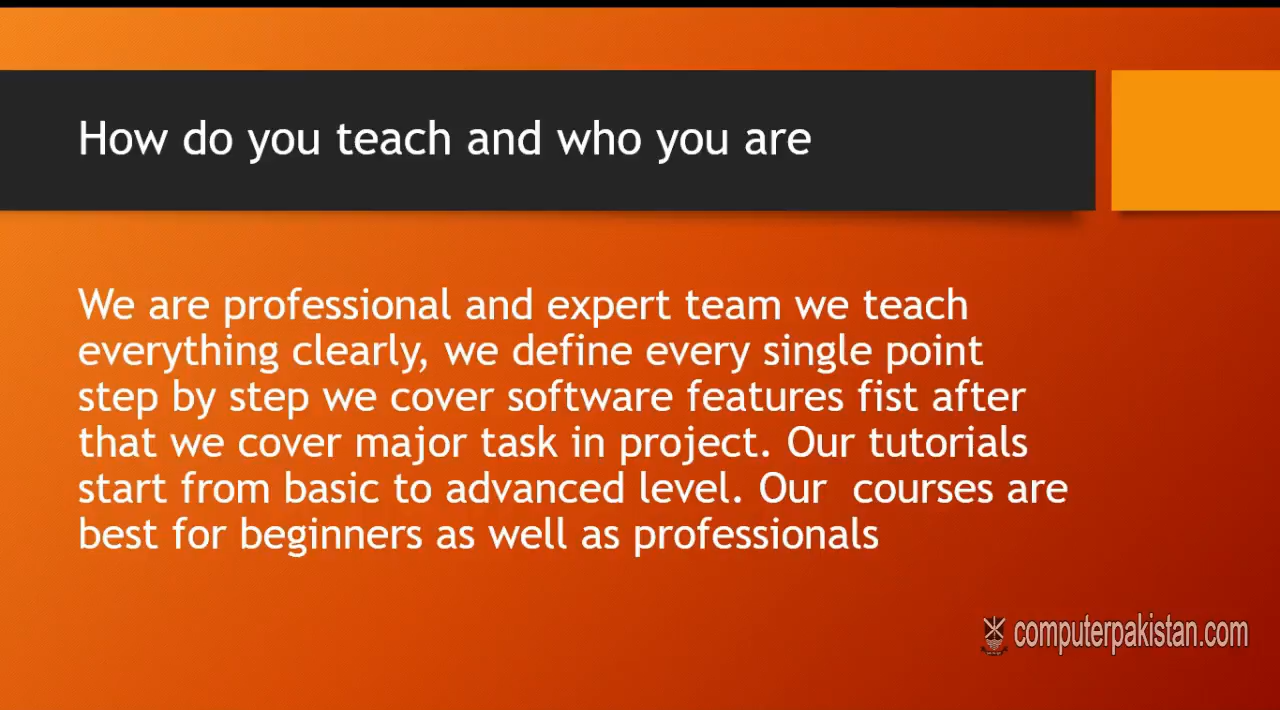 How do you teach and who you are
We are professional and expert team we teach
everything clearly, we define every single point
step by step we cover software features fist after
that we cover major task in project. Our tutorials
start from basic to advanced level. Our  courses are
best for beginners as well as professionals
computerpakistan.com